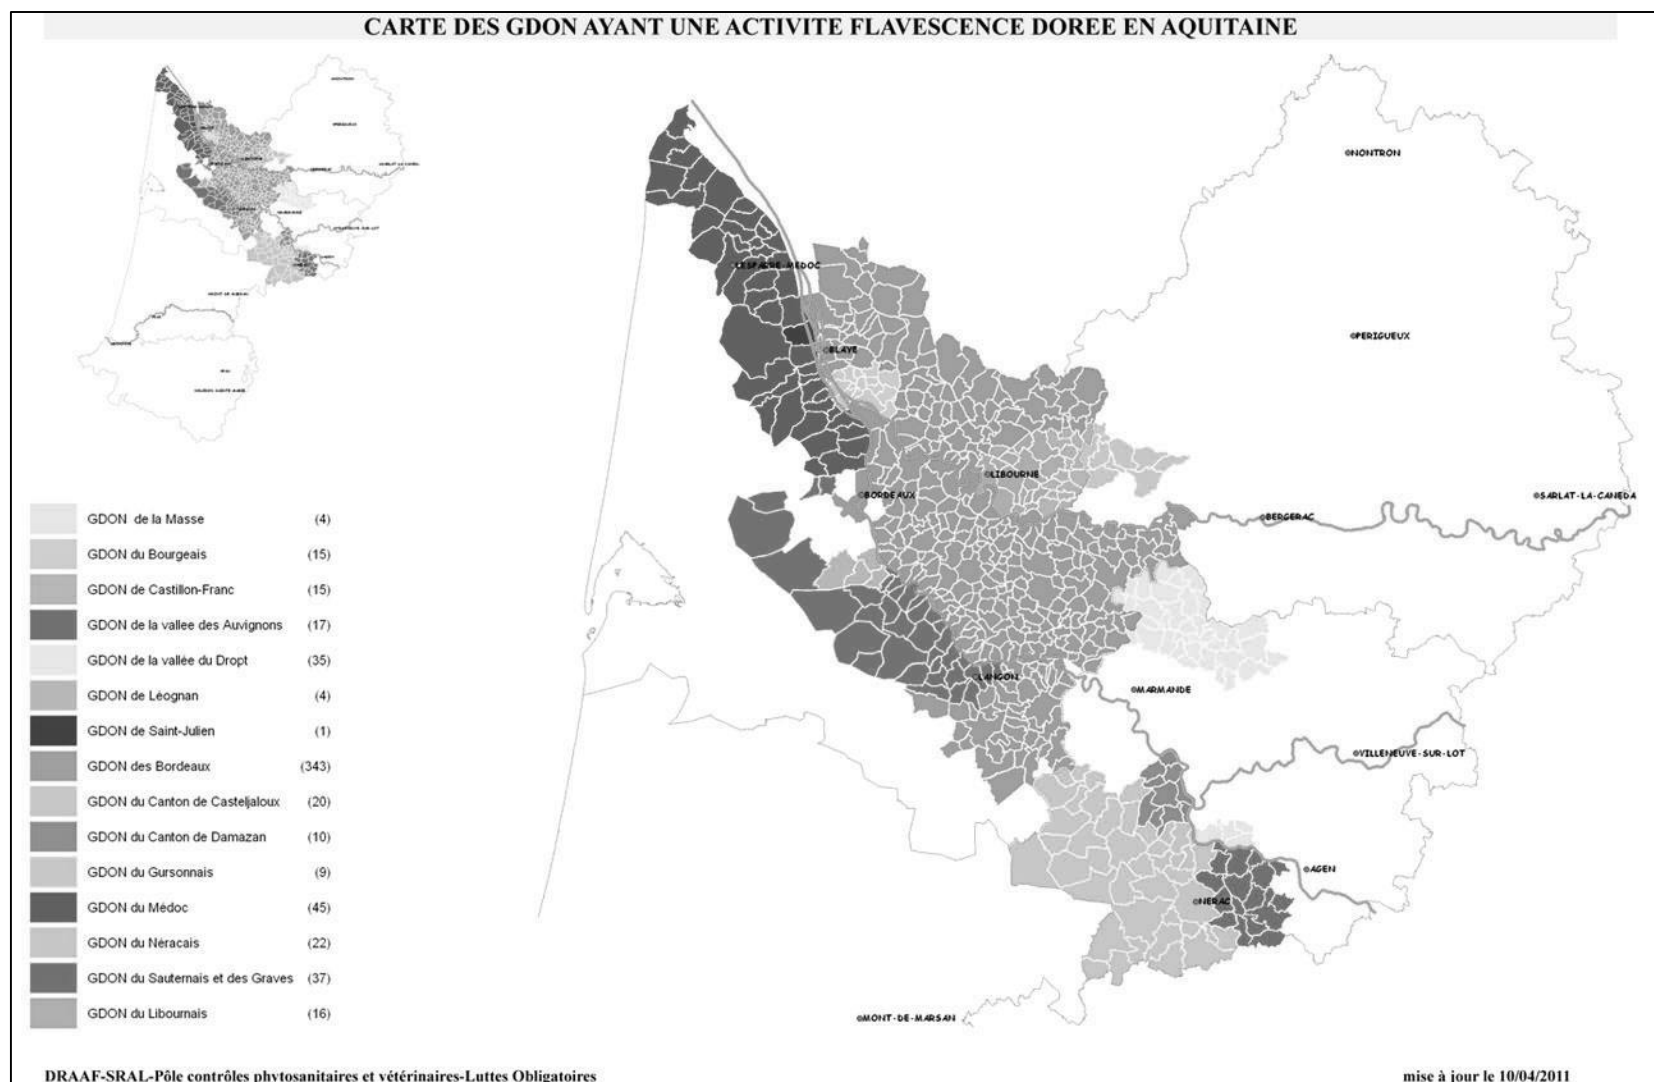 CARTE DES GDON AYANT UNE ACTIVITE FLAVESCENCE DOREE EN AQUITAINE
NONTRON
LESPARRE-MEDOC
PERIGUEUX
BLAYE
LIBOURNE
BORDEAUX
SARLAT-LA-CANEDA
BERGERAC
LANGON
MARMANDE
VILLENEUVE-SUR-LOT
AGEN
NERAC
MONT-DE-MARSAN
GDON de la Masse (4)
GDON du Bourgeais (15)
GDON de Castillon-Franc (15)
GDON de la vallee des Auvignons (17)
GDON de la vallée du Dropt (35)
GDON de Léognan (4)
GDON de Saint-Julien (1)
GDON des Bordeaux (343)
GDON du Canton de Casteljaloux (20)
GDON du Canton de Damazan (10)
GDON du Gursonnais (9)
GDON du Médoc (45)
GDON du Néracais (22)
GDON du Sauternais et des Graves (37)
GDON du Libournais (16)
DRAAF-SRAL-Pôle contrôles phytosanitaires et vétérinaires-Luttes Obligatoires
mise à jour le 10/04/2011